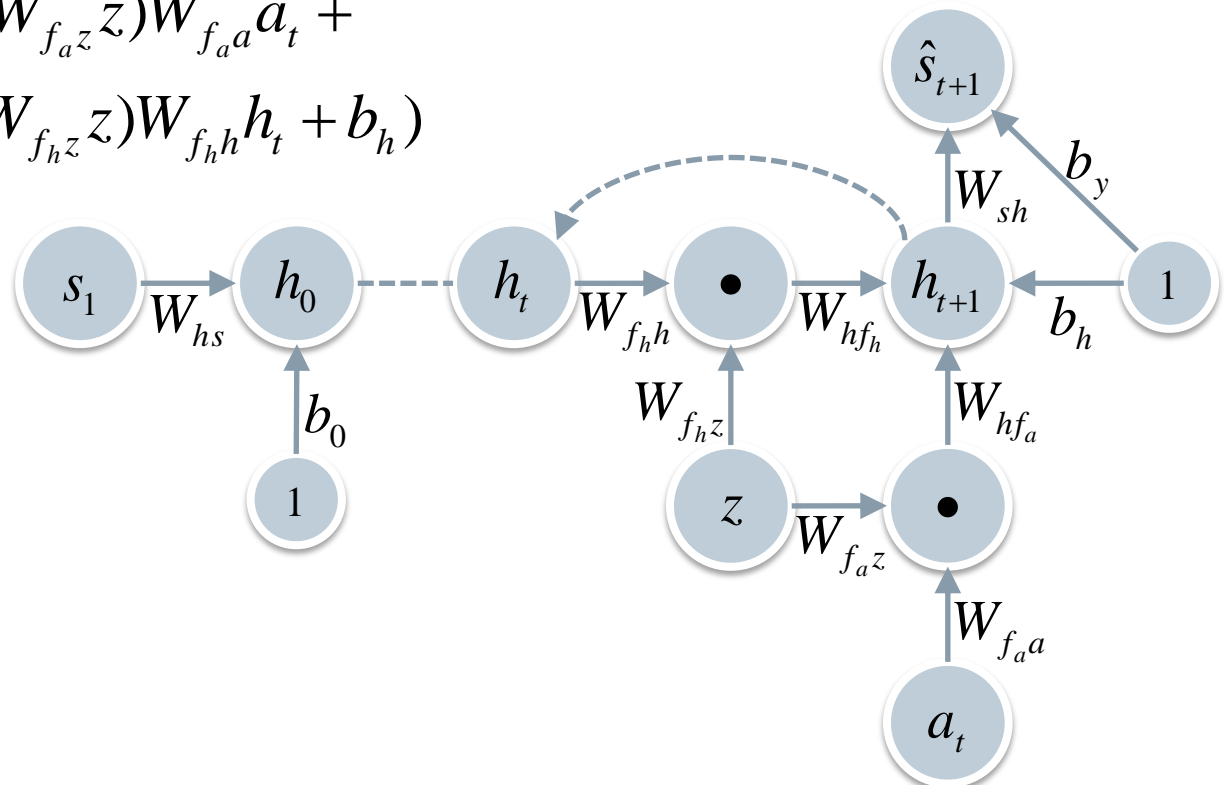 W_{f_a z} z)W_{f_a a} a_t +
W_{f_h z} z)W_{f_h h} h_t + b_h)
ŝ_{t+1}
W_{sh}
b_y
s_1
W_{hs}
h_0
h_t
W_{f_h h}
•
W_{hf_h}
h_{t+1}
b_h
1
b_0
1
W_{f_h z}
W_{hf_a}
z
W_{f_a z}
•
W_{f_a a}
a_t